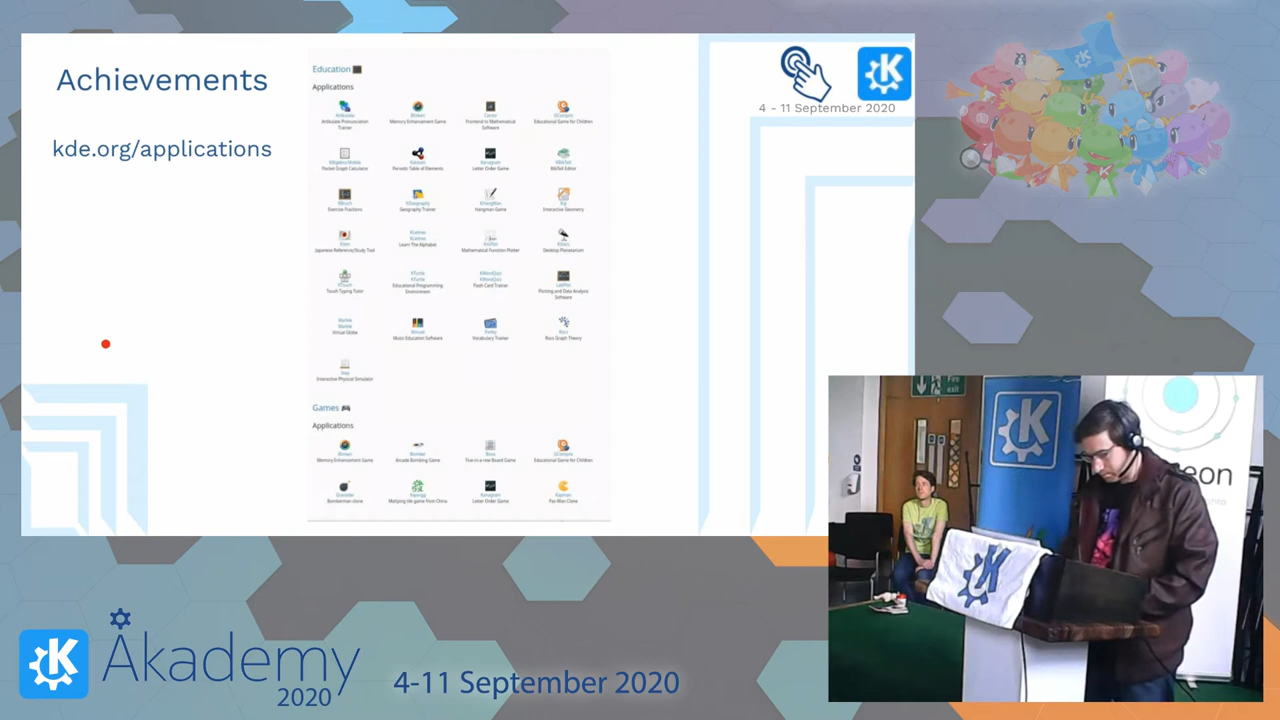 Achievements
kde.org/applications
4 - 11 September 2020
Education
Applications
Artikulate Pronunciation Trainer
Blinken
Memory Enhancement Game
Cantor
Frontend to Mathematical Software
GCompris
Educational Game for Children
Pocket Graph Calculator
Kalzium
Periodic Table of Elements
Kanagram
Letter Order Game
KBibTeX
BibTeX Editor
KBruch
Exercise Fractions
KGeography
Geography Trainer
KHangMan
Hangman Game
Kig
Interactive Geometry
Kiten
Japanese Reference/Study Tool
KLettres
KLettres
Learn The Alphabet
KmPlot
Mathematical Function Plotter
KStars
Desktop Planetarium
KTouch
Touch Typing Tutor
KTurtle
KTurtle
Educational Programming Environment
KWordQuiz
KWordQuiz
Flash Card Trainer
LabPlot
Plotting and Data Analysis Software
Marble
Marble
Virtual Globe
Minuet
Music Education Software
Parley
Vocabulary Trainer
Rocs
Rocs Graph Theory
Step
Interactive Physical Simulator
Games
Applications
Blinken
Memory Enhancement Game
Bomber
Arcade Bombing Game
Bovo
Five-in-a-row Board Game
GCompris
Educational Game for Children
Granatier
Bomberman clone
Kajongg
Mahjong tile game from China
Kanagram
Letter Order Game
Kapman
Pac-Man Clone
Fire exit
K
eon
Akademy
2020
4-11 September 2020